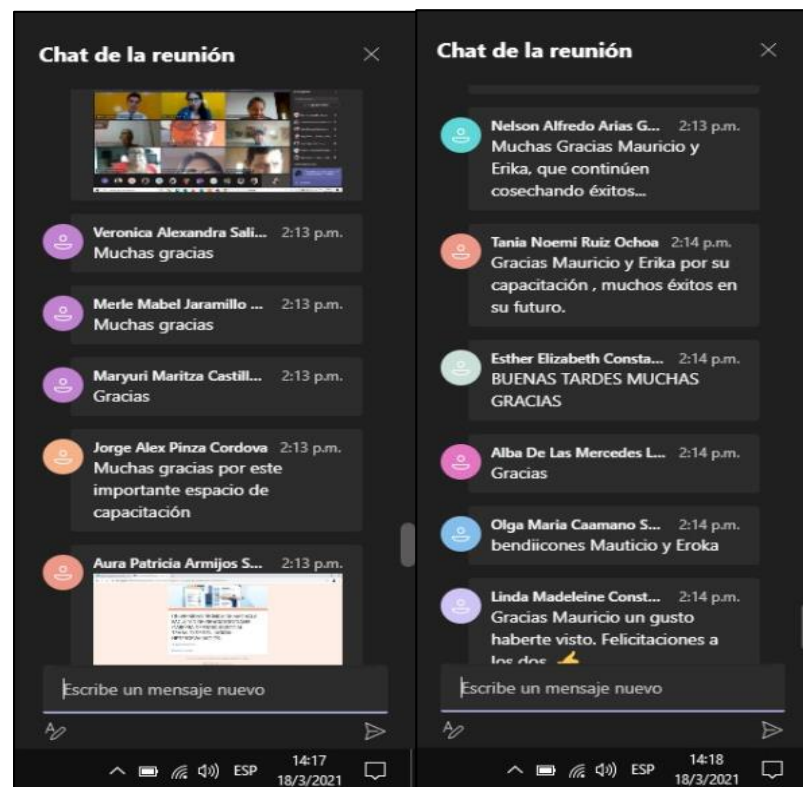 Chat de la reunión
Veronica Alexandra Sali... 2:13 p.m.
Muchas gracias
Merle Mabel Jaramillo ... 2:13 p.m.
Muchas gracias
Maryuri Maritza Castill... 2:13 p.m.
Gracias
Jorge Alex Pinza Cordova 2:13 p.m.
Muchas gracias por este
importante espacio de
capacitación
Aura Patricia Armijos S... 2:13 p.m.
Escribe un mensaje nuevo
ESP
14:17
18/3/2021
Chat de la reunión
Nelson Alfredo Arias G... 2:13 p.m.
Muchas Gracias Mauricio y
Erika, que continúen
cosechando éxitos...
Tania Noemi Ruiz Ochoa 2:14 p.m.
Gracias Mauricio y Erika por su
capacitación , muchos éxitos en
su futuro.
Esther Elizabeth Consta... 2:14 p.m.
BUENAS TARDES MUCHAS
GRACIAS
Alba De Las Mercedes L... 2:14 p.m.
Gracias
Olga Maria Caamano S... 2:14 p.m.
bendiicones Mauticio y Eroka
Linda Madeleine Const... 2:14 p.m.
Gracias Mauricio un gusto
haberte visto. Felicitaciones a
los dos
Escribe un mensaje nuevo
ESP
14:18
18/3/2021